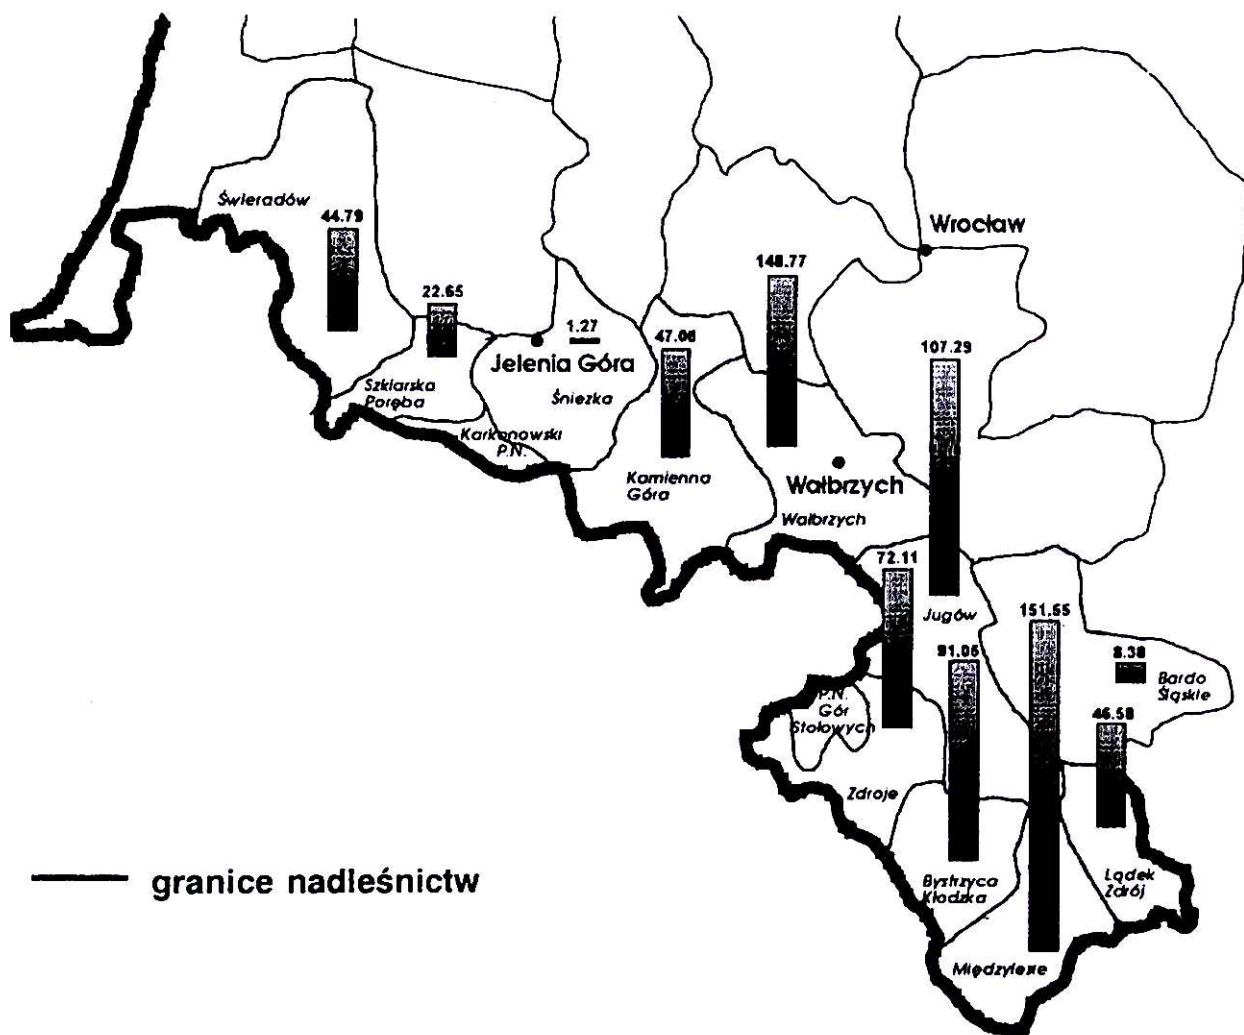 Świeradów
44.79
Wrocław
148.77
22.65
1.27
47.06
Jelenia Góra
107.29
Szklarska
Poręba
Śnieżka
Karkonowski
P.N.
Kamienna
Góra
Wałbrzych
Wałbrzych
72.11
Jugów
151.55
91.05
8.38
Bardo
Śląskie
P.N.
Gór
Stołowych
46.58
Zdroje
granice nadleśnictw
Bystrzyca
Kłodzka
Lądek
Zdrój
Międzylesie